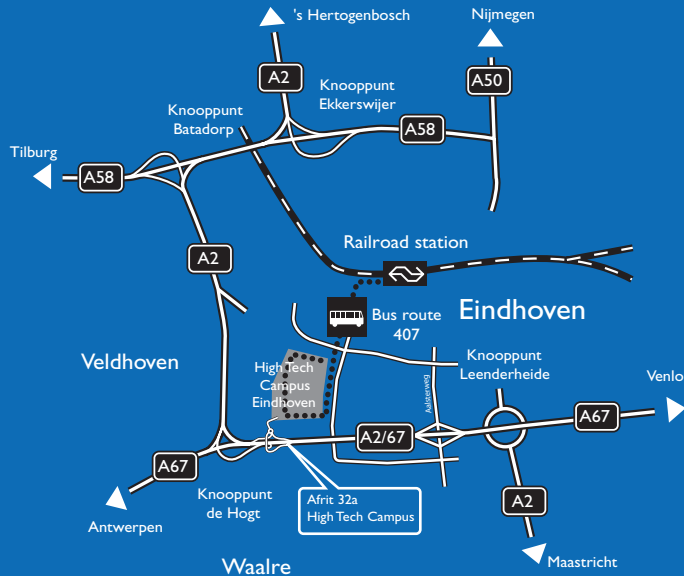 's Hertogenbosch
Nijmegen
A2
A50
Knooppunt
Ekkerswijer
Knooppunt
Batadorp
A58
Tilburg
A58
A2
Railroad station
Eindhoven
Bus route
407
Veldhoven
High Tech
Campus
Eindhoven
Knooppunt
Leenderheide
Aalsterweg
Venlo
A67
A2/67
A67
Knooppunt
de Hogt
Afrit 32a
High Tech Campus
A2
Antwerpen
Maastricht
Waalre